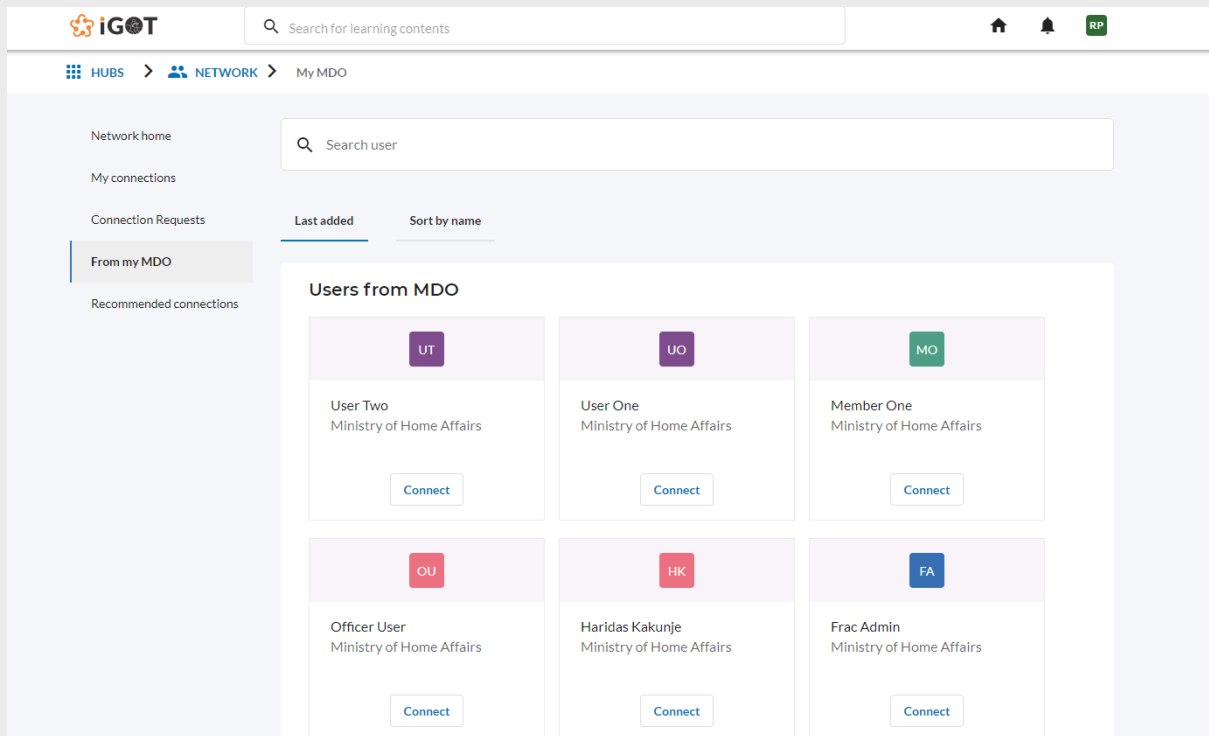 iGOT
Search for learning contents
RP
HUBS
NETWORK
My MDO
Network home
My connections
Connection Requests
From my MDO
Recommended connections
Search user
Last added
Sort by name
Users from MDO
UT
User Two
Ministry of Home Affairs
Connect
UO
User One
Ministry of Home Affairs
Connect
MO
Member One
Ministry of Home Affairs
Connect
OU
Officer User
Ministry of Home Affairs
Connect
HK
Haridas Kakunje
Ministry of Home Affairs
Connect
FA
Frac Admin
Ministry of Home Affairs
Connect